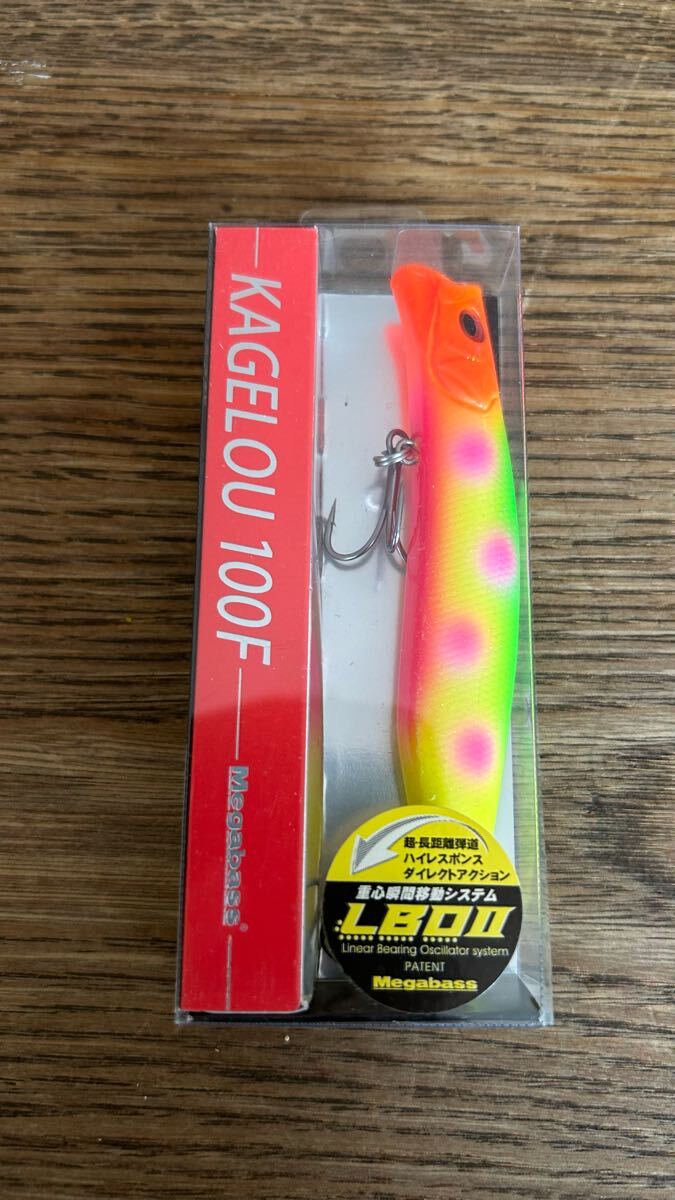 KAGELOU 100F
Megabass®
超・長距離弾道
ハイレスポンス
ダイレクトアクション
重心瞬間移動システム
LBOII
Linear Bearing Oscillator system
PATENT
Megabass